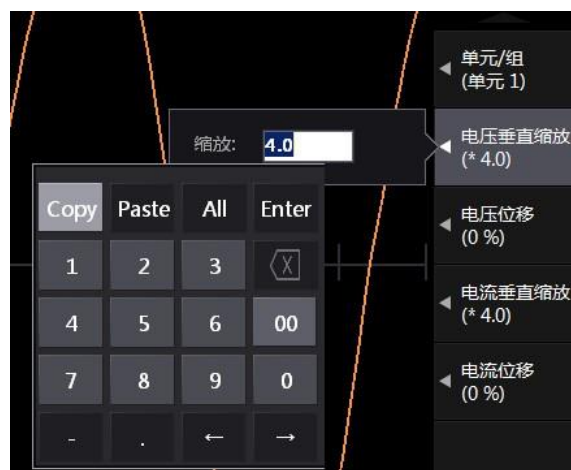 单元/组
(单元 1)
缩放: 4.0
电压垂直缩放
(* 4.0)
Copy Paste All Enter
电压位移
(0 %)
1 2 3 X
4 5 6 00
电流垂直缩放
(* 4.0)
7 8 9 0
电流位移
(0 %)
- . ← →